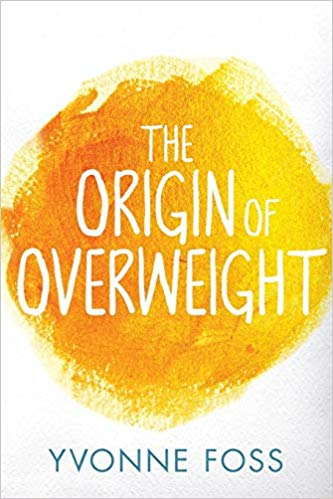 THE
ORIGIN OF
OVERWEIGHT
YVONNE FOSS